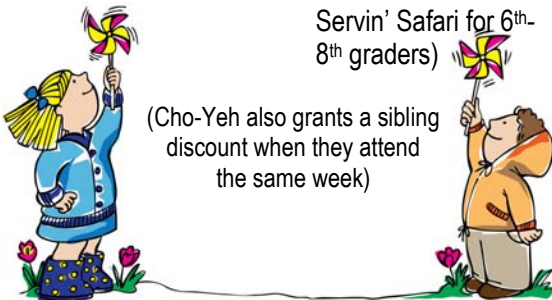 Servin’ Safari for 6th-
8th graders)
(Cho-Yeh also grants a sibling
discount when they attend
the same week)